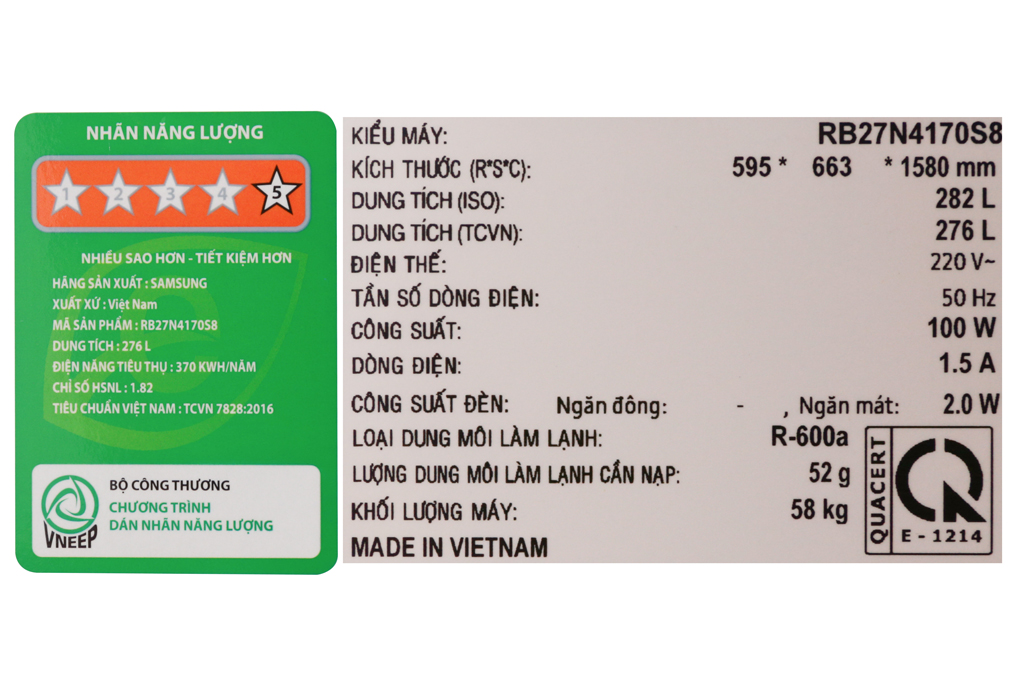 NHÃN NĂNG LƯỢNG
1 2 3 4 5
NHIỀU SAO HƠN - TIẾT KIỆM HƠN
HÃNG SẢN XUẤT : SAMSUNG
XUẤT XỨ : Việt Nam
MÃ SẢN PHẨM : RB27N4170S8
DUNG TÍCH : 276 L
ĐIỆN NĂNG TIÊU THỤ : 370 KWH/NĂM
CHỈ SỐ HSNL : 1.82
TIÊU CHUẨN VIỆT NAM : TCVN 7828:2016
VNEEP
BỘ CÔNG THƯƠNG
CHƯƠNG TRÌNH
DÁN NHÃN NĂNG LƯỢNG
KIỂU MÁY: RB27N4170S8
KÍCH THƯỚC (R*S*C): 595 * 663 * 1580 mm
DUNG TÍCH (ISO): 282 L
DUNG TÍCH (TCVN): 276 L
ĐIỆN THẾ: 220 V~
TẦN SỐ DÒNG ĐIỆN: 50 Hz
CÔNG SUẤT: 100 W
DÒNG ĐIỆN: 1.5 A
CÔNG SUẤT ĐÈN: Ngăn đông: - , Ngăn mát: 2.0 W
LOẠI DUNG MÔI LÀM LẠNH: R-600a
LƯỢNG DUNG MÔI LÀM LẠNH CẦN NẠP: 52 g
KHỐI LƯỢNG MÁY: 58 kg
MADE IN VIETNAM
QUACERT
E - 1214